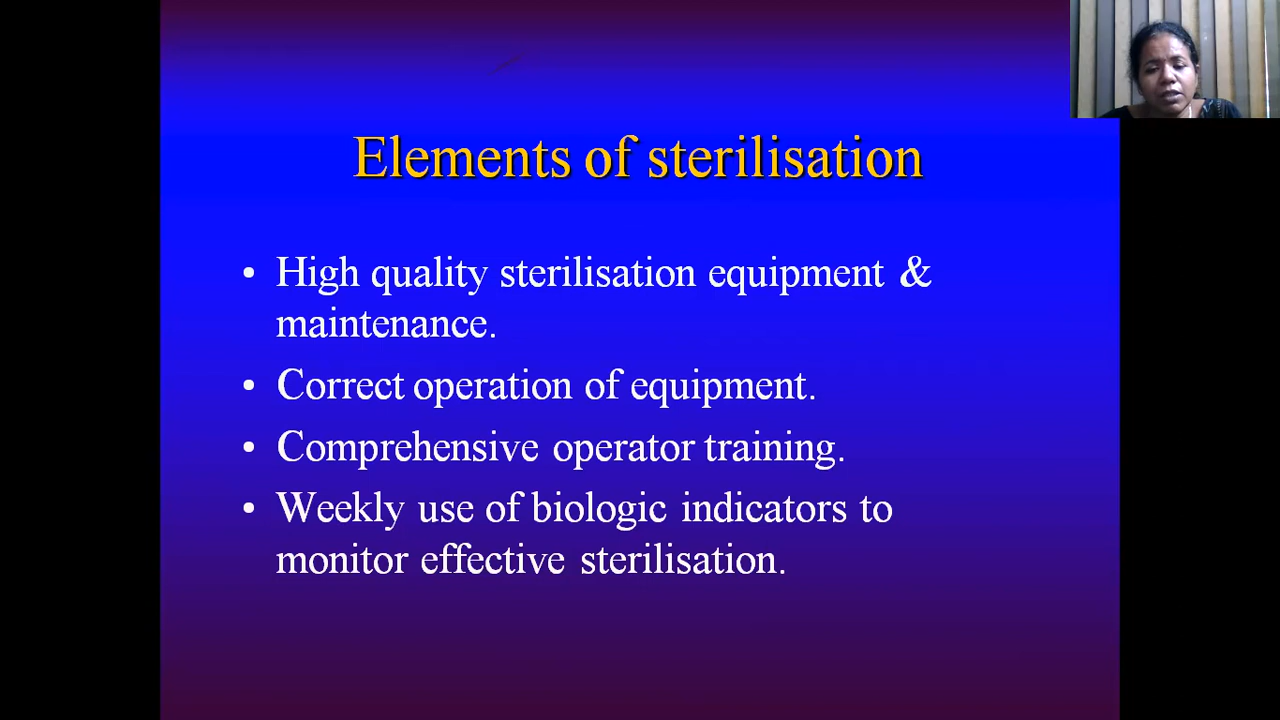 Elements of sterilisation
• High quality sterilisation equipment &
maintenance.
• Correct operation of equipment.
• Comprehensive operator training.
• Weekly use of biologic indicators to
monitor effective sterilisation.